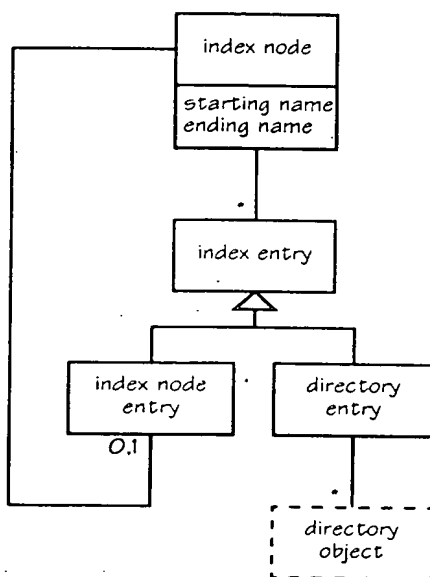 index node
starting name
ending name
*
index entry
index node
entry
directory
entry
0,1
*
directory
object